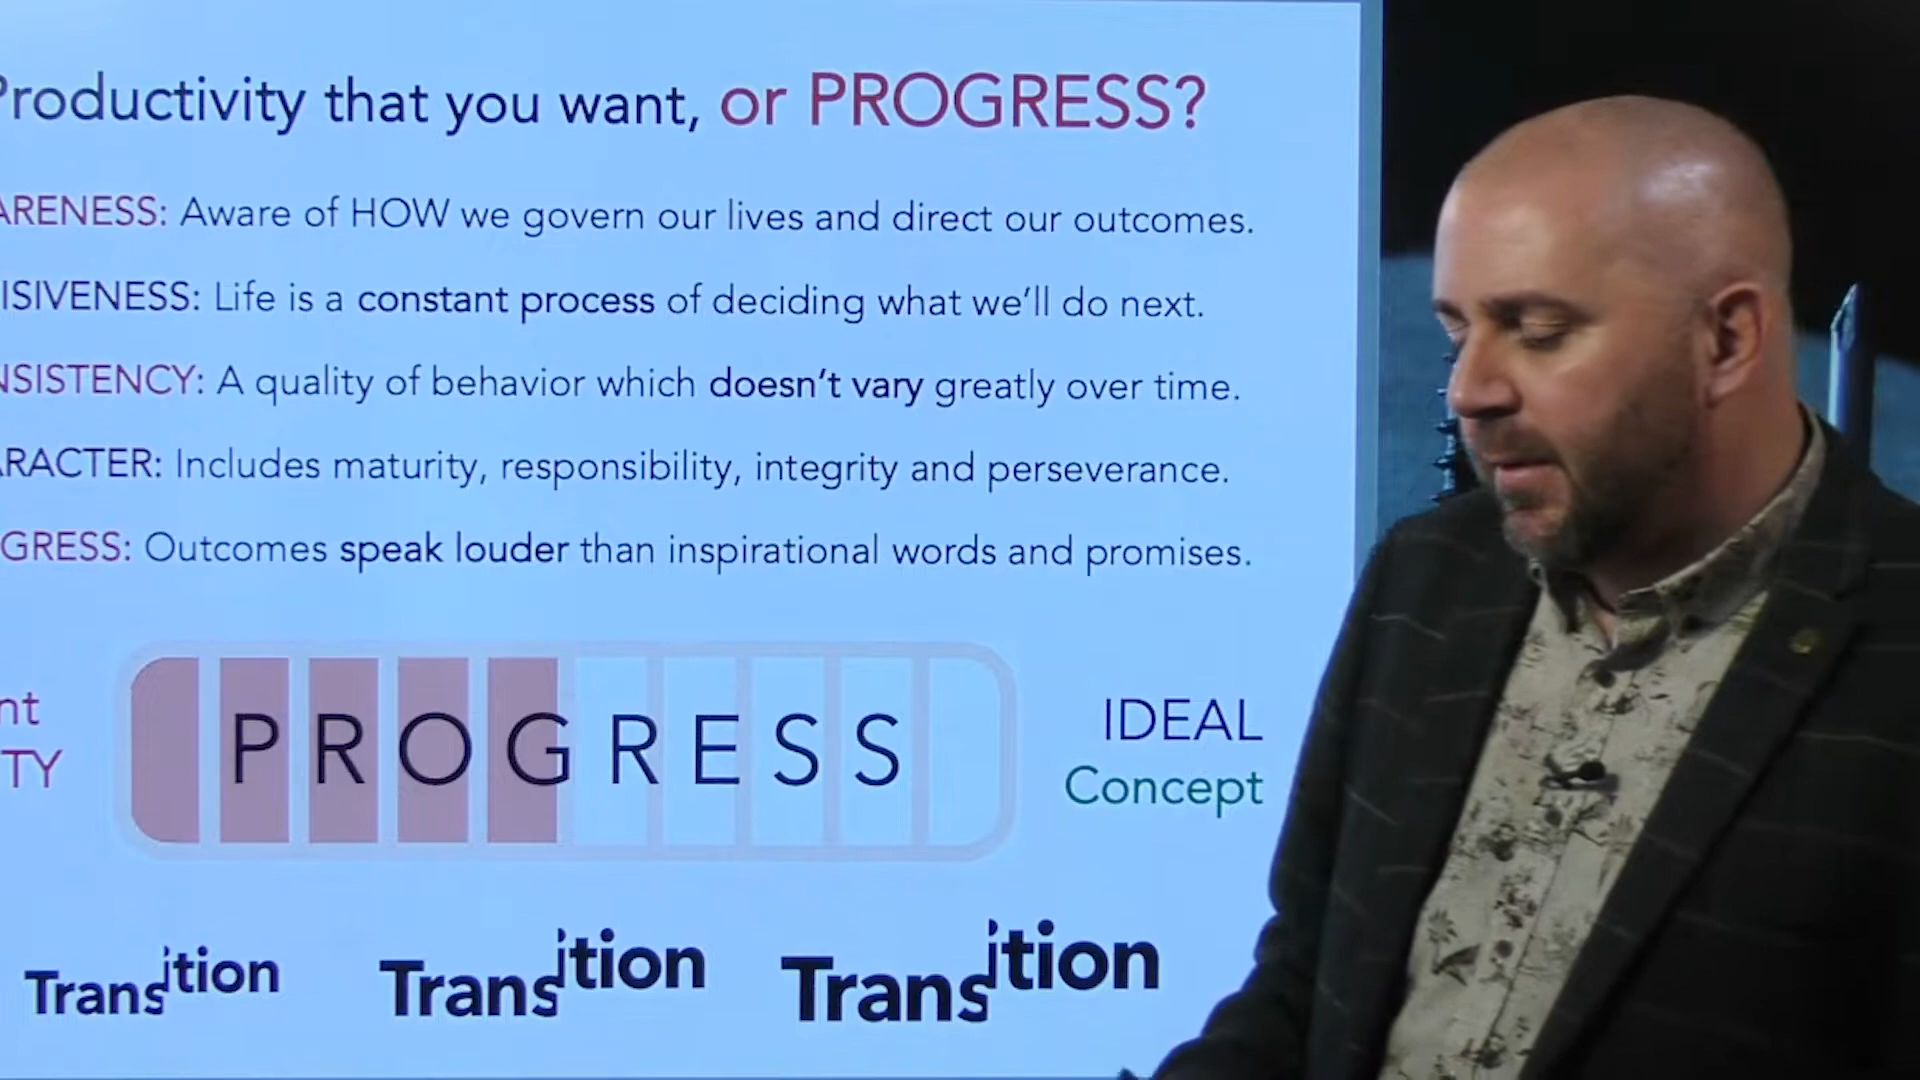 Productivity that you want, or PROGRESS?
ARENESS: Aware of HOW we govern our lives and direct our outcomes.
ISIVENESS: Life is a constant process of deciding what we'll do next.
NSISTENCY: A quality of behavior which doesn't vary greatly over time.
ARACTER: Includes maturity, responsibility, integrity and perseverance.
GRESS: Outcomes speak louder than inspirational words and promises.
nt
TY
PROGRESS
IDEAL
Concept
Transition Transition Transition